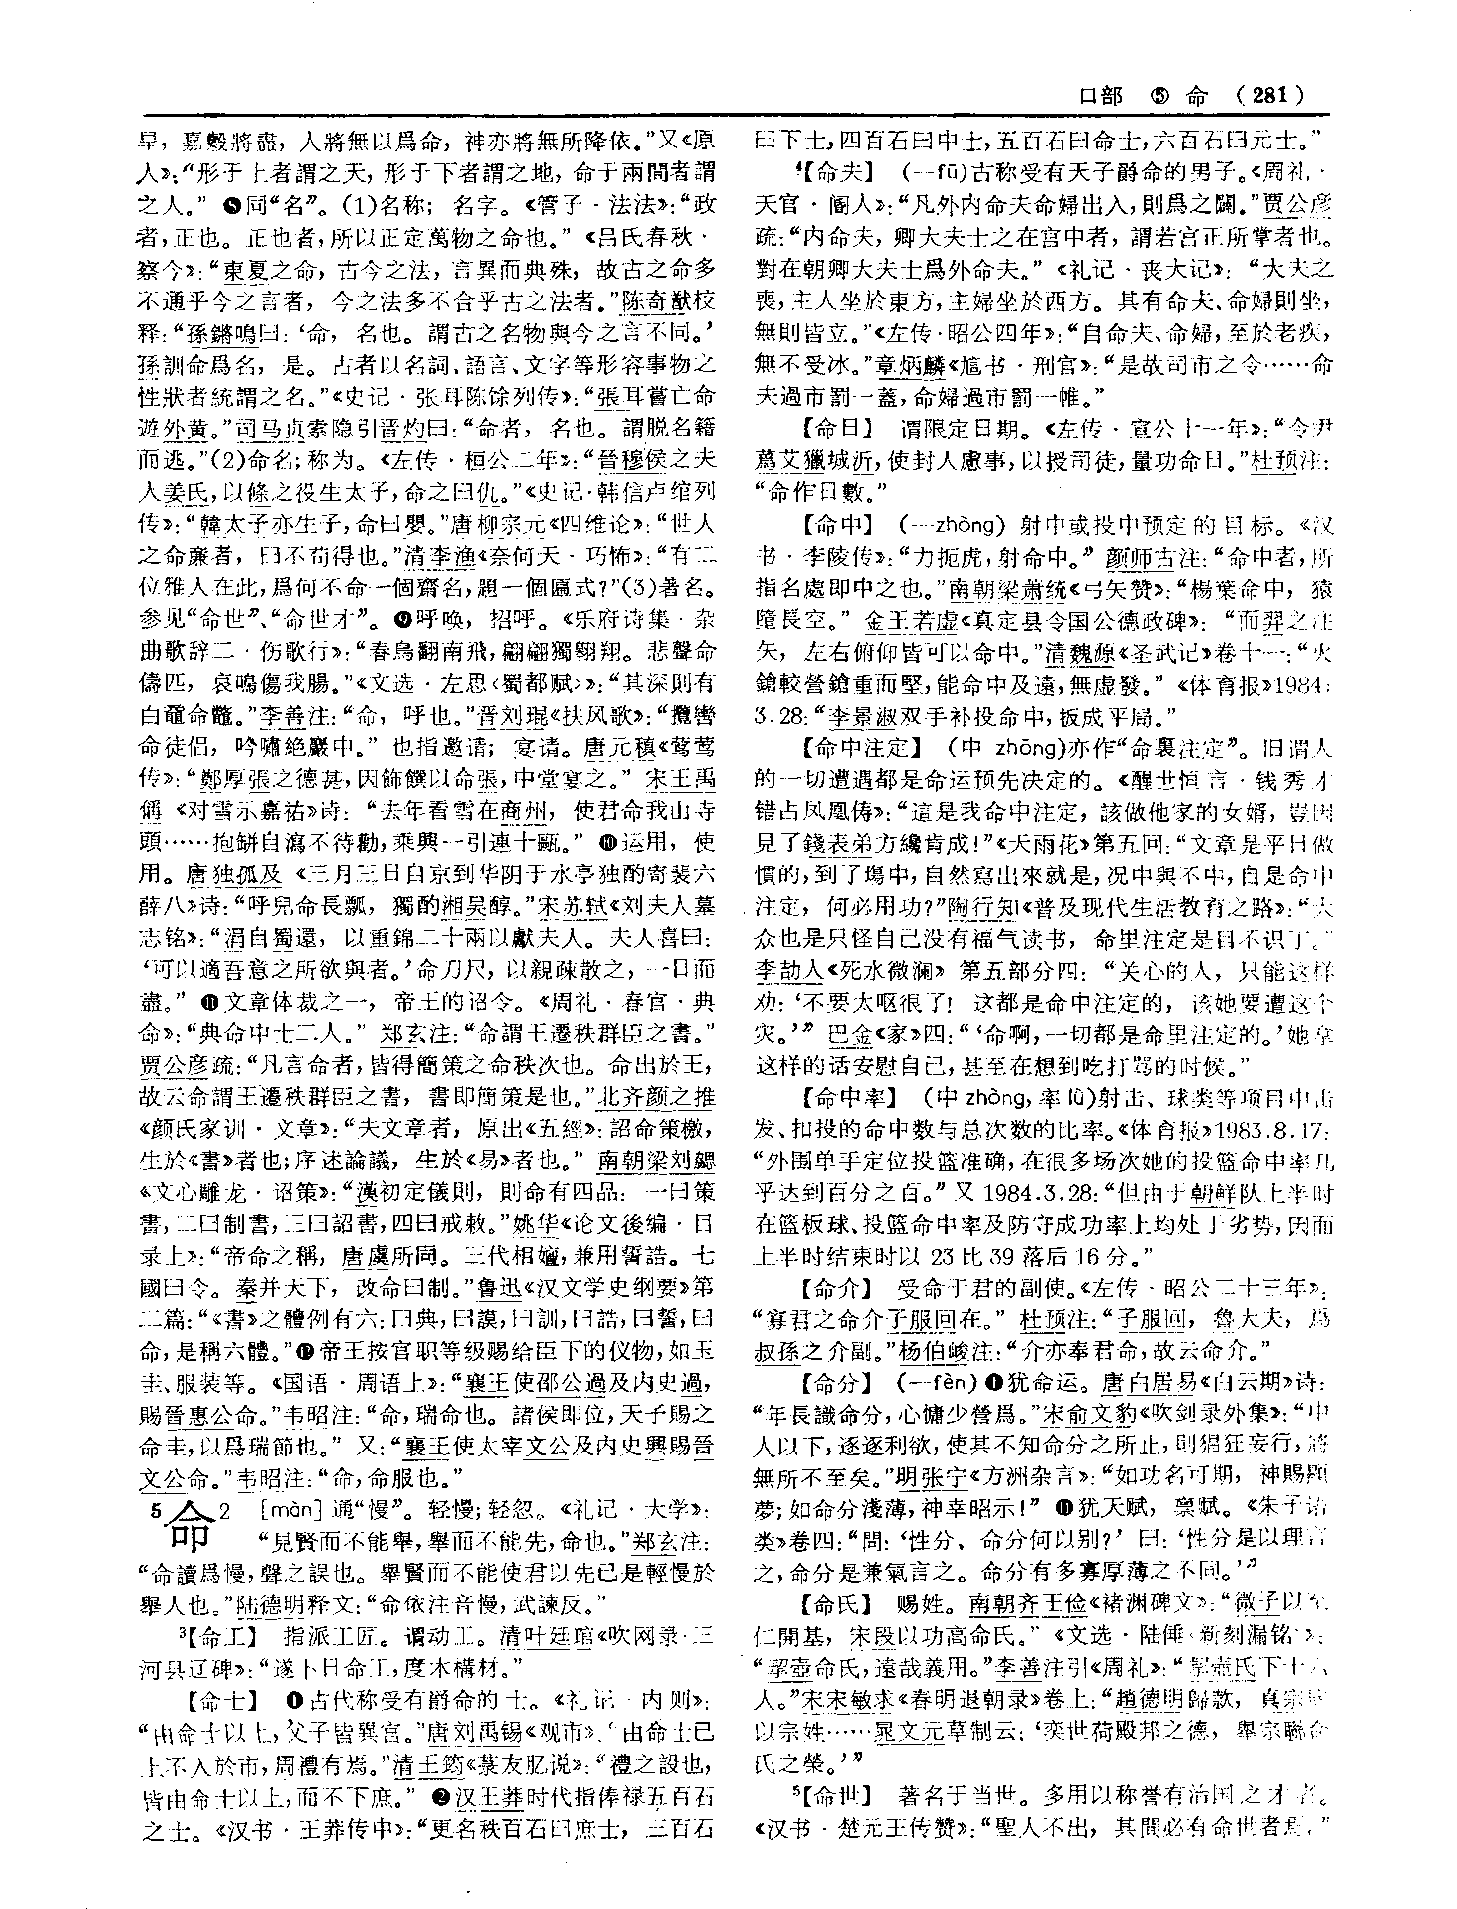 口部 ⑤ 命 (281)
旱，嘉穀將盡，人將無以爲命，神亦將無所降依。”又《原
人》：“形于上者謂之天，形于下者謂之地，命于兩間者謂
之人。” ❽同“名”。(1)名称；名字。《管子·法法》：“政
者，正也。正也者，所以正定萬物之命也。”《吕氏春秋·
察今》：“東夏之命，古今之法，言異而典殊，故古之命多
不通乎今之言者，今之法多不合乎古之法者。”陈奇猷校
释：“孫鏘鳴曰：‘命，名也。謂古之名物與今之言不同。’
孫訓命爲名，是。古者以名詞、語言、文字等形容事物之
性狀者統謂之名。”《史记·张耳陈馀列传》：“張耳嘗亡命
遊外黄。”司马贞索隐引晋灼曰：“命者，名也。謂脱名籍
而逃。”(2)命名；称为。《左传·桓公二年》：“晉穆侯之夫
人姜氏，以條之役生太子，命之曰仇。”《史记·韩信卢绾列
传》：“韓太子亦生子，命曰嬰。”唐柳宗元《四维论》：“世人
之命廉者，曰不苟得也。”清李渔《奈何天·巧怖》：“有二
位雅人在此，爲何不命一個齋名，題一個匾式？”(3)著名。
参见“命世”、“命世才”。❾呼唤，招呼。《乐府诗集·杂
曲歌辞二·伤歌行》：“春鳥翻南飛，翩翩獨翱翔。悲聲命
儔匹，哀鳴傷我腸。”《文选·左思〈蜀都赋〉》：“其深則有
白黿命鼈。”李善注：“命，呼也。”晋刘琨《扶风歌》：“攬轡
命徒侣，吟嘯絶巖中。”也指邀请；宴请。唐元稹《莺莺
传》：“鄭厚張之德甚，因飾饌以命張，中堂宴之。”宋王禹
偁《对雪示嘉祐》诗：“去年看雪在商州，使君命我山寺
頭……抱缾自瀉不待勸，乘興一引連十甌。” ❿运用，使
用。唐独孤及《三月三日自京到华阴于水亭独酌寄裴六
薛八》诗：“呼兒命長瓢，獨酌湘吴醇。”宋苏轼《刘夫人墓
志铭》：“涓自蜀還，以重錦二十兩以獻夫人。夫人喜曰：
‘可以適吾意之所欲與者。’命刀尺，以親疎散之，一日而
盡。” ⓫文章体裁之一，帝王的诏令。《周礼·春官·典
命》：“典命中士二人。”郑玄注：“命謂王遷秩群臣之書。”
贾公彦疏：“凡言命者，皆得簡策之命秩次也。命出於王，
故云命謂王遷秩群臣之書，書即簡策是也。”北齐颜之推
《颜氏家训·文章》：“夫文章者，原出《五經》：詔命策檄，
生於《書》者也；序述論議，生於《易》者也。”南朝梁刘勰
《文心雕龙·诏策》：“漢初定儀則，則命有四品：一曰策
書，二曰制書，三曰詔書，四曰戒敕。”姚华《论文後编·目
录上》：“帝命之稱，唐虞所同。三代相嬗，兼用誓誥。七
國曰令。秦并天下，改命曰制。”鲁迅《汉文学史纲要》第
二篇：“《書》之體例有六：曰典，曰謨，曰訓，曰誥，曰誓，曰
命，是稱六體。”⓬帝王按官职等级赐给臣下的仪物，如玉
圭、服装等。《国语·周语上》：“襄王使邵公過及内史過，
賜晉惠公命。”韦昭注：“命，瑞命也。諸侯即位，天子賜之
命圭，以爲瑞節也。”又：“襄王使太宰文公及内史興賜晉
文公命。”韦昭注：“命，命服也。”
5命2 [màn]通“慢”。轻慢；轻忽。《礼记·大学》：
“見賢而不能舉，舉而不能先，命也。”郑玄注：
“命讀爲慢，聲之誤也。舉賢而不能使君以先己是輕慢於
舉人也。”陆德明释文：“命依注音慢，武諫反。”
3【命工】 指派工匠。谓动工。清叶廷琯《吹网录·三
河县辽碑》：“遂卜日命工，度木構材。”
【命士】 ❶古代称受有爵命的士。《礼记·内则》：
“由命士以上，父子皆異宫。”唐刘禹锡《观市》：“由命士已
上不入於市，周禮有焉。”清王筠《菉友肊说》：“禮之設也，
皆由命士以上，而不下庶。” ❷汉王莽时代指俸禄五百石
之士。《汉书·王莽传中》：“更名秩百石曰庶士，三百石
曰下士，四百石曰中士，五百石曰命士，六百石曰元士。”
4【命夫】 (—fū)古称受有天子爵命的男子。《周礼·
天官·阍人》：“凡外内命夫命婦出入，則爲之闢。”贾公彦
疏：“内命夫，卿大夫士之在宫中者，謂若宫正所掌者也。
對在朝卿大夫士爲外命夫。”《礼记·丧大记》：“大夫之
喪，主人坐於東方，主婦坐於西方。其有命夫、命婦則坐，
無則皆立。”《左传·昭公四年》：“自命夫、命婦，至於老疾，
無不受冰。”章炳麟《訄书·刑官》：“是故司市之令……命
夫過市罰一蓋，命婦過市罰一帷。”
【命日】 谓限定日期。《左传·宣公十一年》：“令尹
蔿艾獵城沂，使封人慮事，以授司徒，量功命日。”杜预注：
“命作日數。”
【命中】 (—zhòng) 射中或投中预定的目标。《汉
书·李陵传》：“力扼虎，射命中。”颜师古注：“命中者，所
指名處即中之也。”南朝梁萧统《弓矢赞》：“楊葉命中，猿
墮長空。”金王若虚《真定县令国公德政碑》：“而羿之注
矢，左右俯仰皆可以命中。”清魏源《圣武记》卷十一：“火
鎗較營鎗重而堅，能命中及遠，無虚發。”《体育报》1984.
3.28：“李景淑双手补投命中，扳成平局。”
【命中注定】 (中 zhōng)亦作“命裏注定”。旧谓人
的一切遭遇都是命运预先决定的。《醒世恒言·钱秀才
错占凤凰俦》：“這是我命中注定，該做他家的女婿，豈因
見了錢表弟方纔肯成！”《天雨花》第五回：“文章是平日做
慣的，到了場中，自然寫出來就是，况中與不中，自是命中
注定，何必用功？”陶行知《普及现代生活教育之路》：“大
众也是只怪自己没有福气读书，命里注定是目不识丁。”
李劼人《死水微澜》第五部分四：“关心的人，只能这样
劝：‘不要太呕很了！这都是命中注定的，该她要遭这个
灾。’”巴金《家》四：“‘命啊，一切都是命里注定的。’她拿
这样的话安慰自己，甚至在想到吃打骂的时候。”
【命中率】 (中zhòng，率lǜ)射击、球类等项目中击
发、扣投的命中数与总次数的比率。《体育报》1983.8.17：
“外围单手定位投篮准确，在很多场次她的投篮命中率几
乎达到百分之百。”又1984.3.28：“但由于朝鲜队上半时
在篮板球、投篮命中率及防守成功率上均处于劣势，因而
上半时结束时以23比39落后16分。”
【命介】 受命于君的副使。《左传·昭公二十三年》：
“寡君之命介子服回在。”杜预注：“子服回，魯大夫，爲
叔孫之介副。”杨伯峻注：“介亦奉君命，故云命介。”
【命分】 (—fèn)❶犹命运。唐白居易《白云期》诗：
“年長識命分，心慵少營爲。”宋俞文豹《吹剑录外集》：“中
人以下，逐逐利欲，使其不知命分之所止，則猖狂妄行，將
無所不至矣。”明张宁《方洲杂言》：“如功名可期，神賜顯
夢；如命分淺薄，神幸昭示！” ⓫犹天赋，禀赋。《朱子语
类》卷四：“問：‘性分、命分何以别？’曰：‘性分是以理言
之，命分是兼氣言之。命分有多寡厚薄之不同。’”
【命氏】 赐姓。南朝齐王俭《褚渊碑文》：“微子以至
仁開基，宋段以功高命氏。”《文选·陆倕〈新刻漏铭〉》：
“挈壺命氏，遠哉義用。”李善注引《周礼》：“挈壺氏下士六
人。”宋宋敏求《春明退朝录》卷上：“趙德明歸款，真宗
以宗姓……晁文元草制云：‘奕世荷殿邦之德，舉宗聯命
氏之榮。’”
5【命世】 著名于当世。多用以称誉有治国之才者。
《汉书·楚元王传赞》：“聖人不出，其間必有命世者焉。”